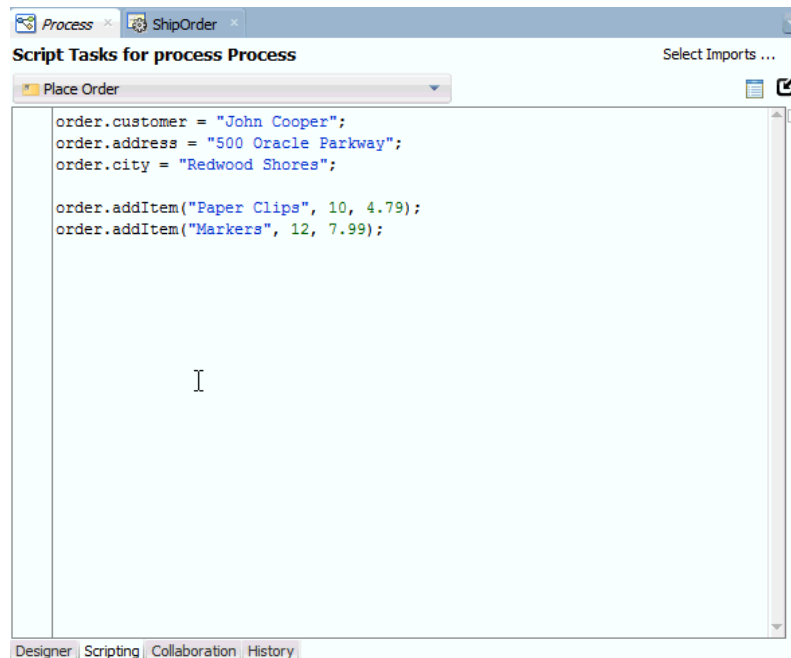 Process ShipOrder
Script Tasks for process Process Select Imports ...
Place Order
order.customer = "John Cooper";
order.address = "500 Oracle Parkway";
order.city = "Redwood Shores";
order.addItem("Paper Clips", 10, 4.79);
order.addItem("Markers", 12, 7.99);
Designer Scripting Collaboration History